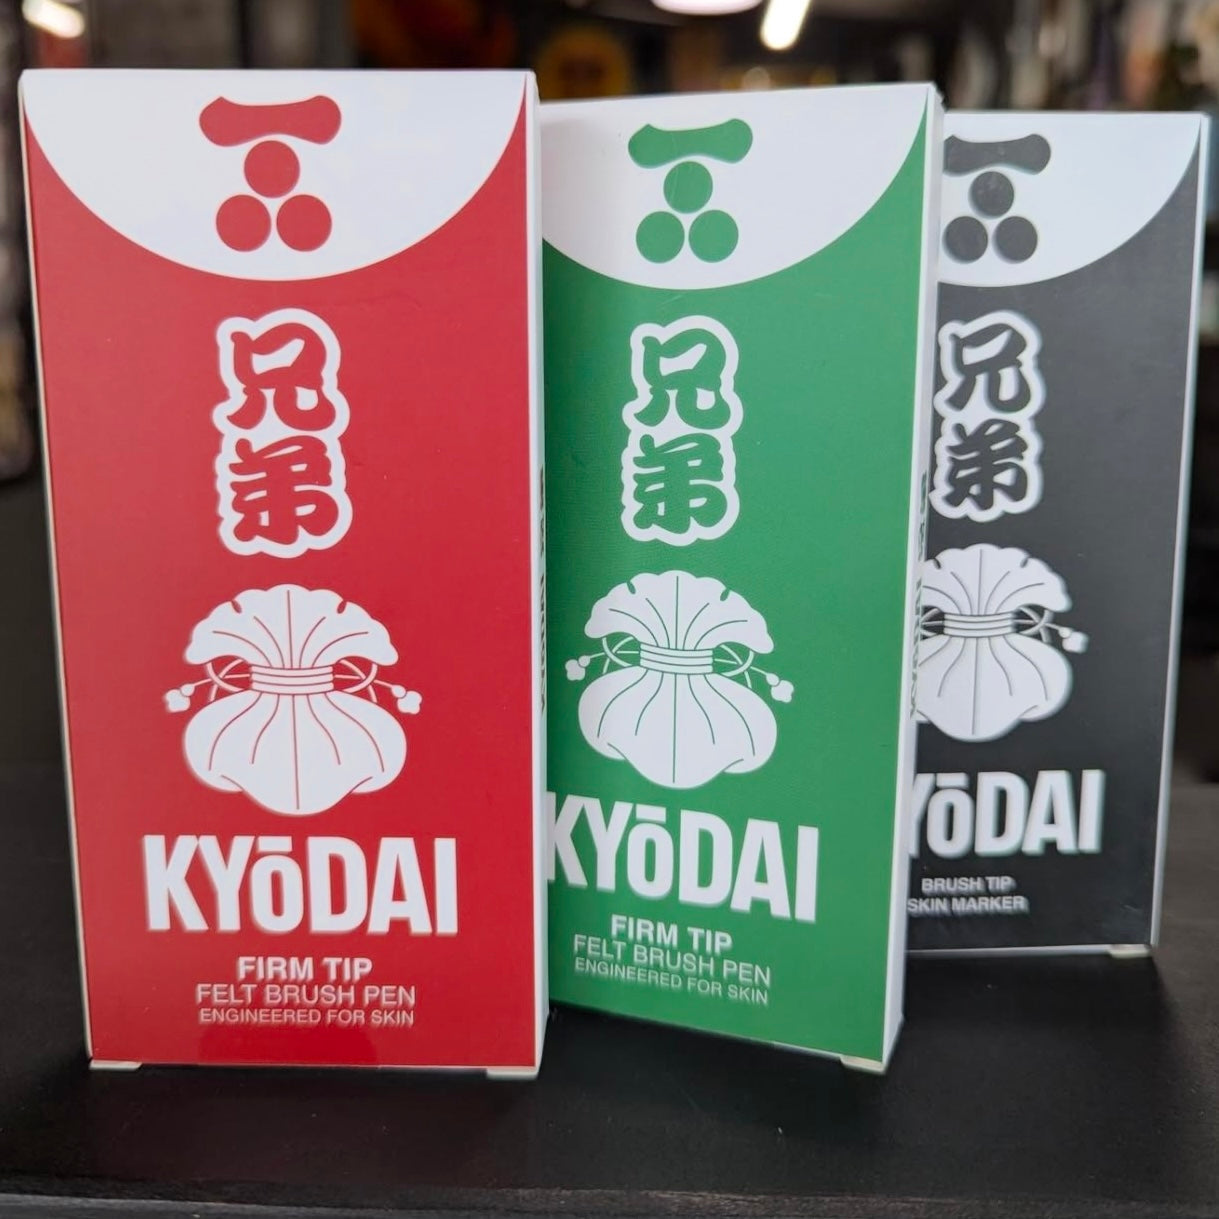 兄弟
KYōDAI
FIRM TIP
FELT BRUSH PEN
ENGINEERED FOR SKIN
兄弟
KYōDAI
FIRM TIP
FELT BRUSH PEN
ENGINEERED FOR SKIN
兄弟
YōDAI
BRUSH TIP
SKIN MARKER